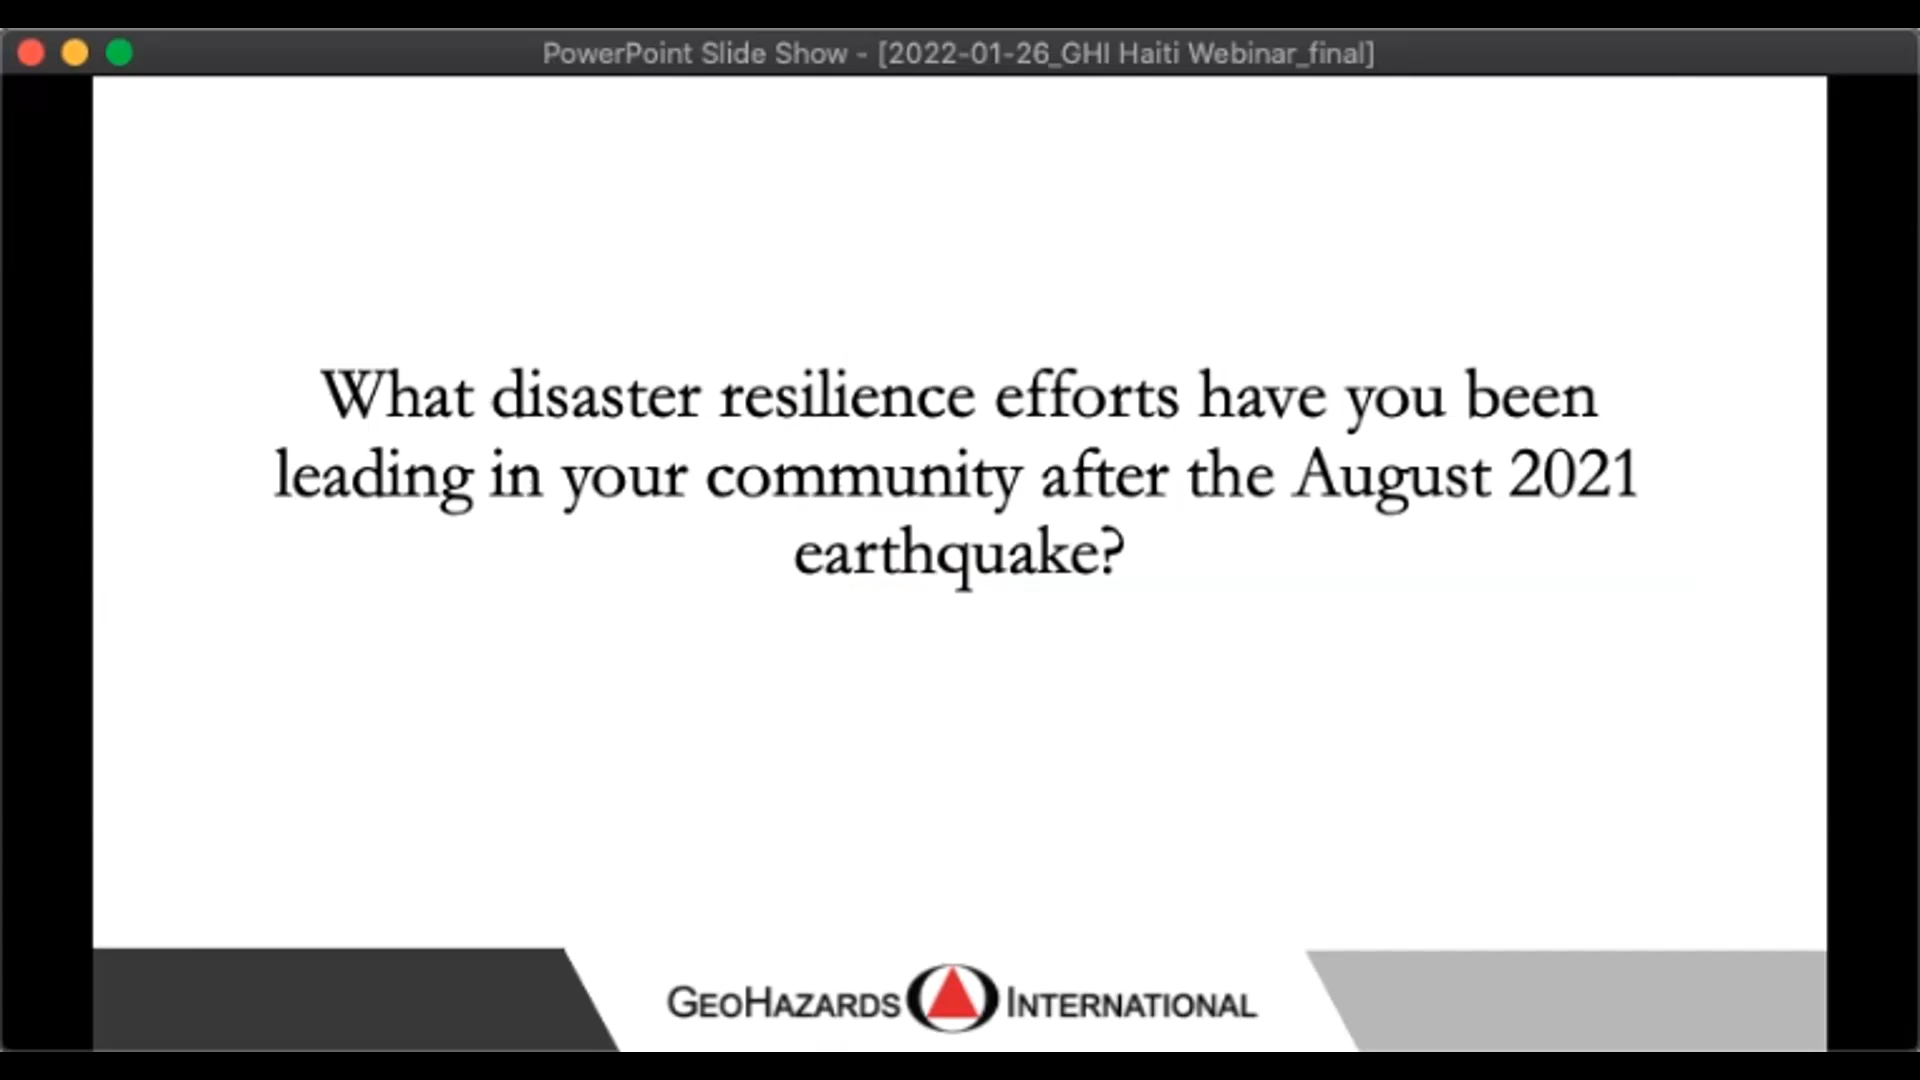 PowerPoint Slide Show - [2022-01-26_GHI Haiti Webinar_final]
What disaster resilience efforts have you been
leading in your community after the August 2021
earthquake?
GEOHAZARDS INTERNATIONAL